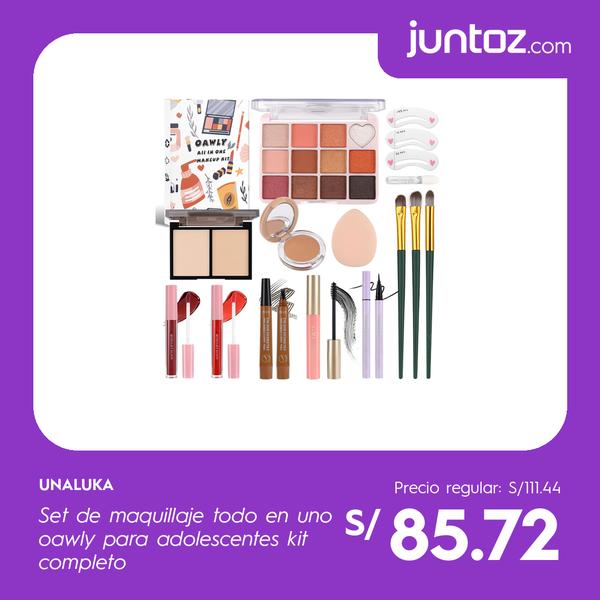 juntoz.com
OAWLY
ALL IN ONE
MAKEUP KIT
UNALUKA
Set de maquillaje todo en uno
oawly para adolescentes kit
completo
Precio regular: S/111.44
S/85.72